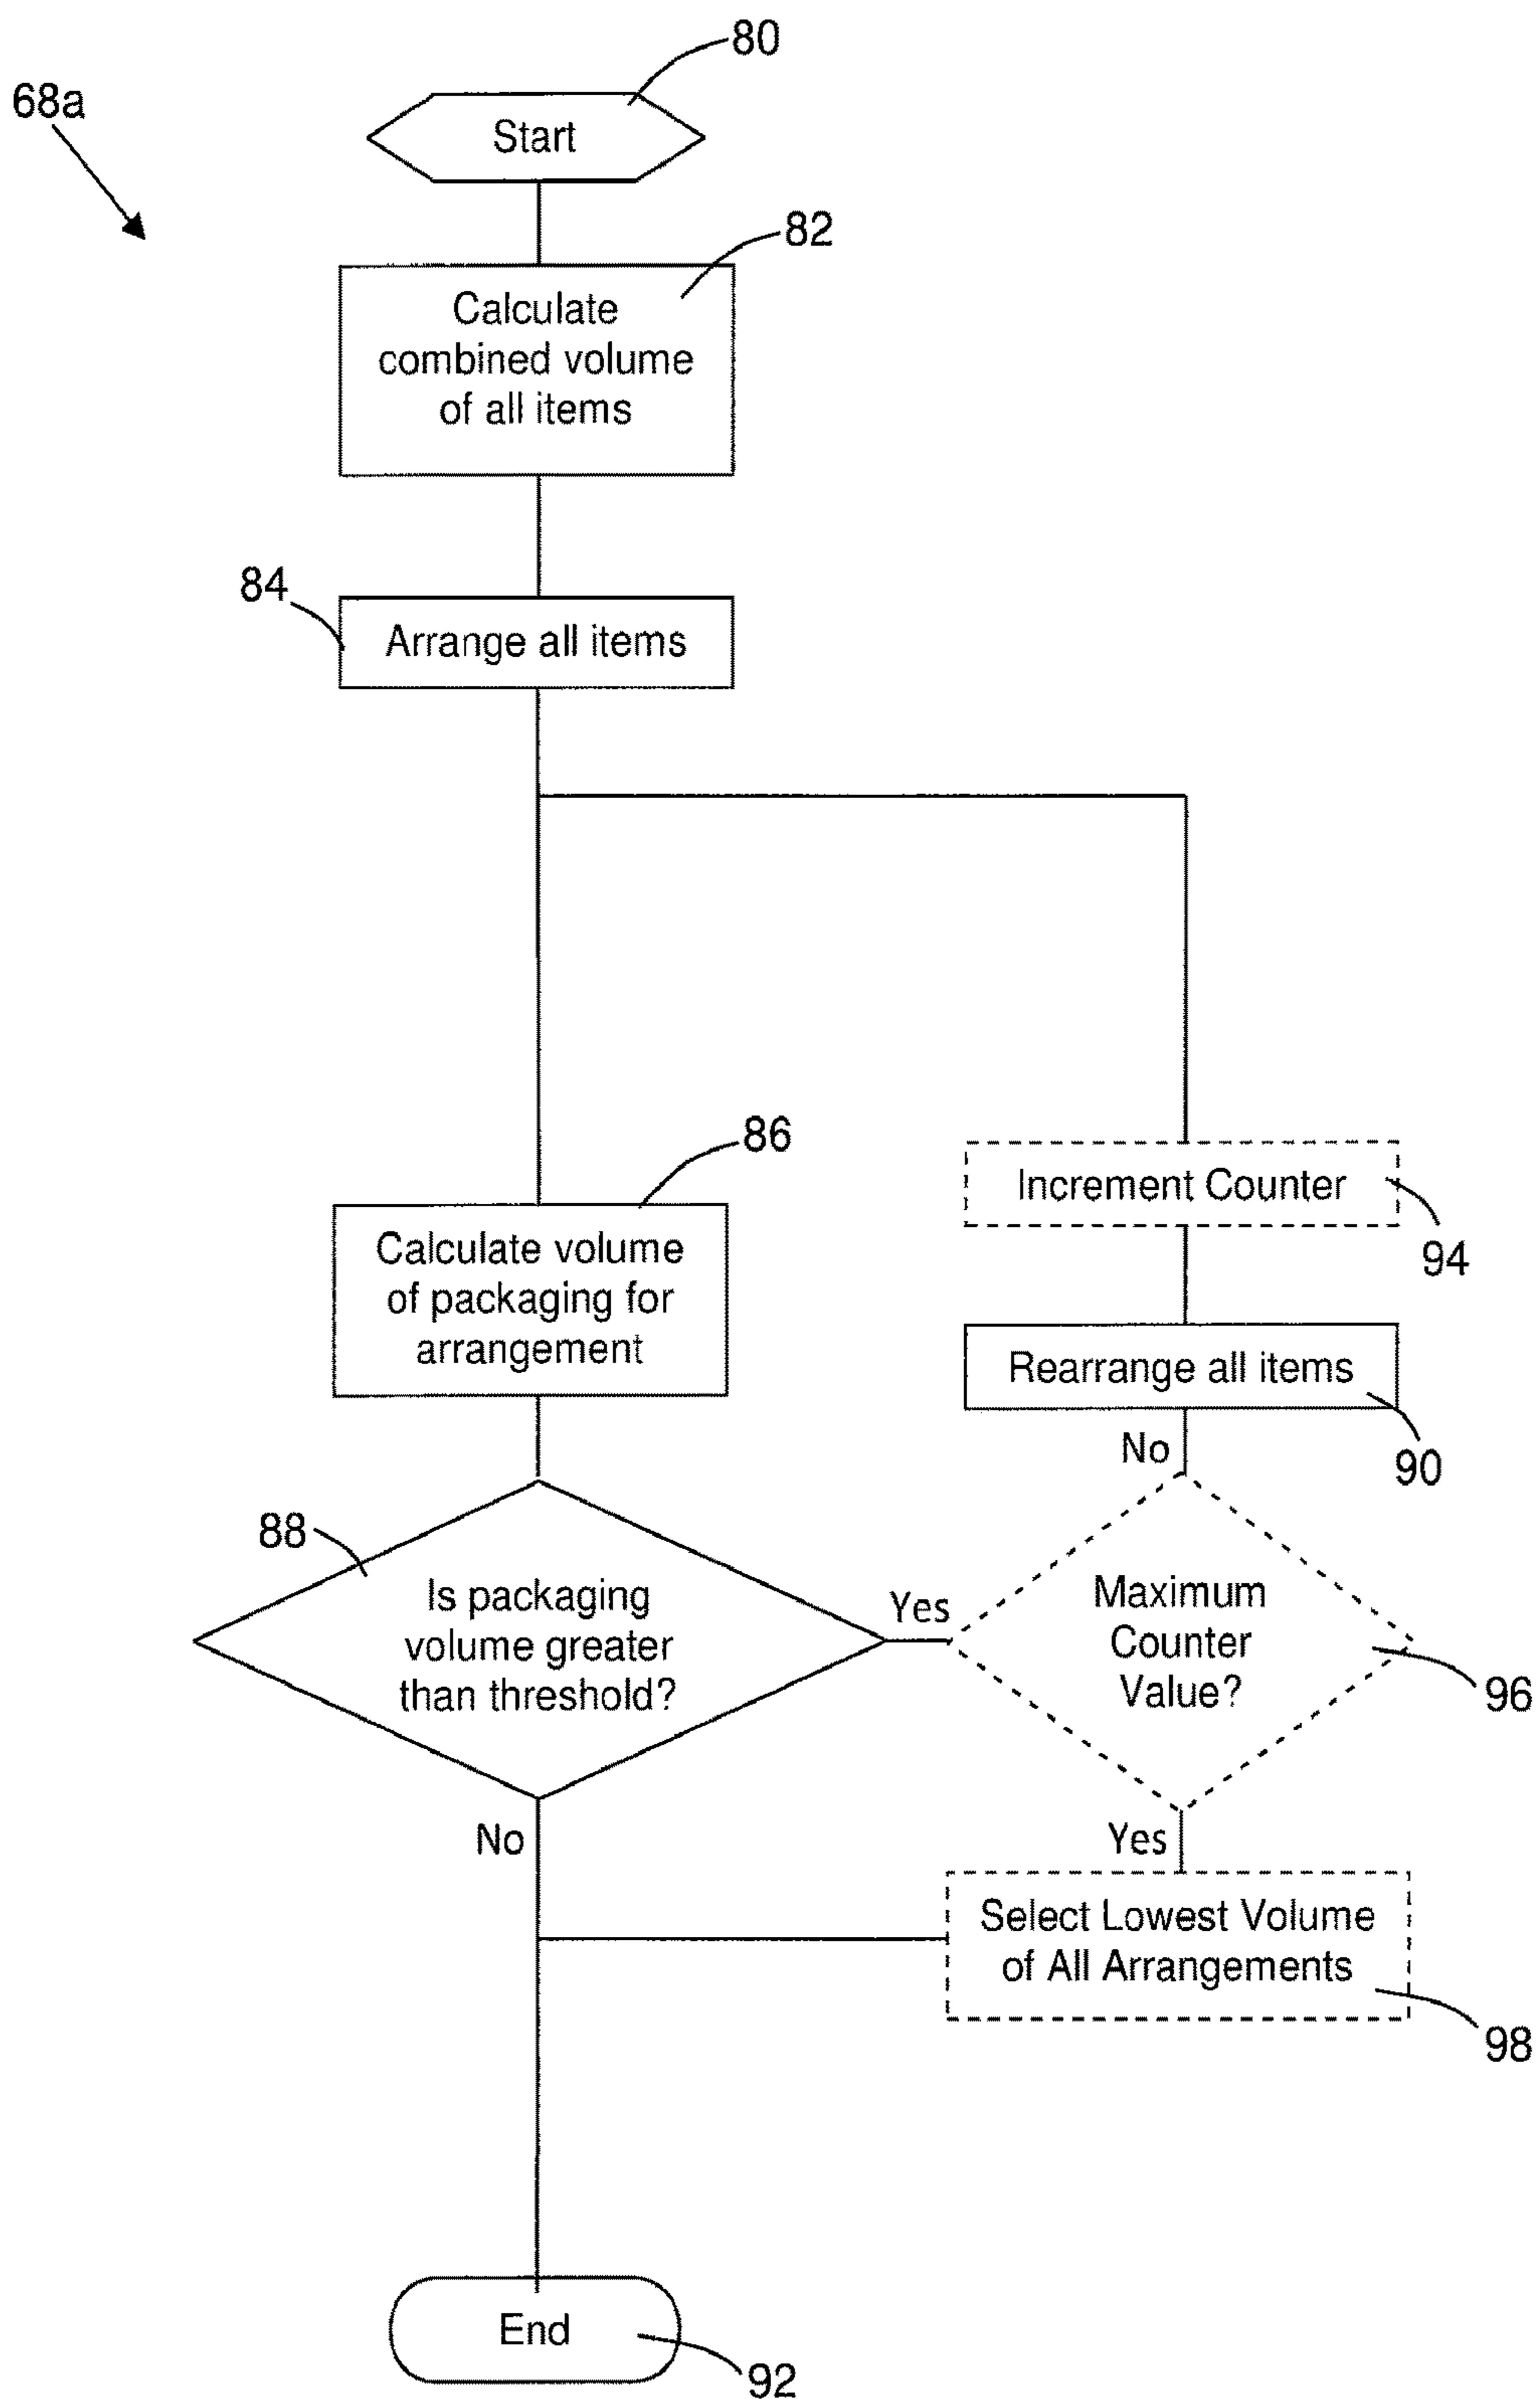 80
68a
Start
82
Calculate
combined volume
of all items
84
Arrange all items
86
Calculate volume
of packaging for
arrangement
Increment Counter
94
Rearrange all items
90
No
88
Is packaging
volume greater
than threshold?
Yes
Maximum
Counter
Value?
96
No
Yes
Select Lowest Volume
of All Arrangements
98
End
92